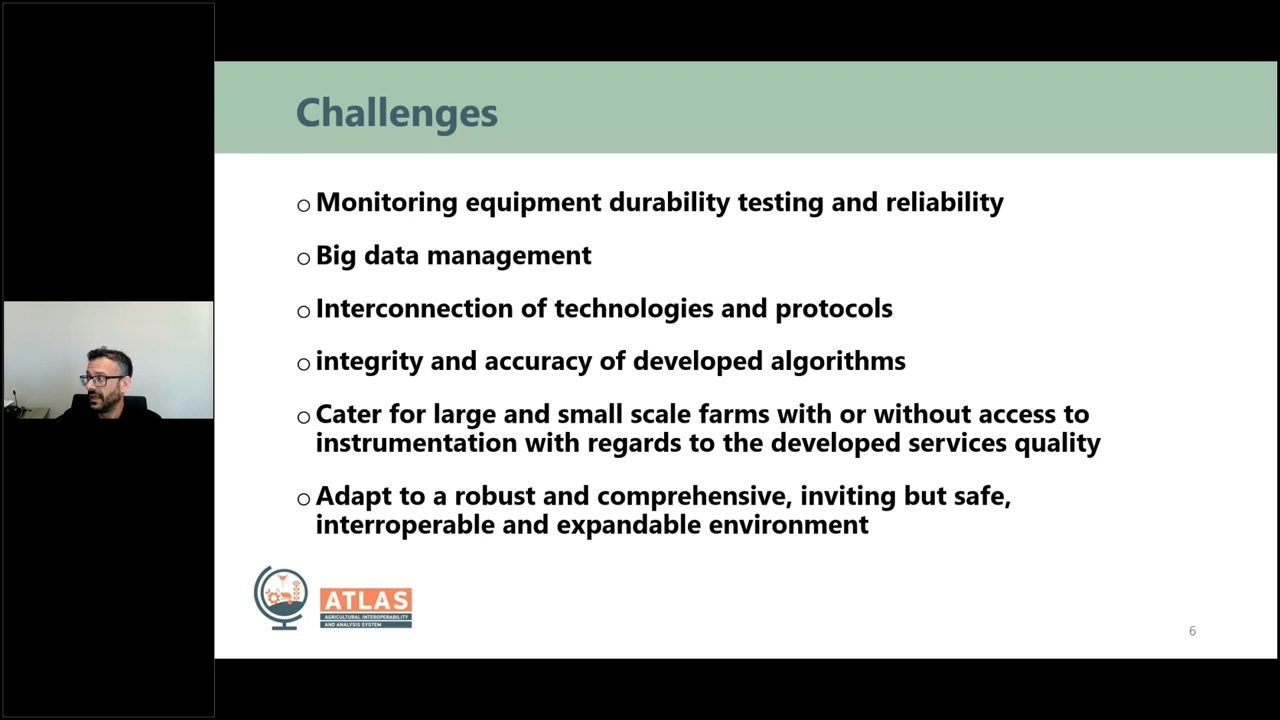 Challenges
Monitoring equipment durability testing and reliability
Big data management
Interconnection of technologies and protocols
integrity and accuracy of developed algorithms
Cater for large and small scale farms with or without access to
instrumentation with regards to the developed services quality
Adapt to a robust and comprehensive, inviting but safe,
interroperable and expandable environment
ATLAS
AGRICULTURAL INTEROPERABILITY
AND ANALYSIS SYSTEM
6